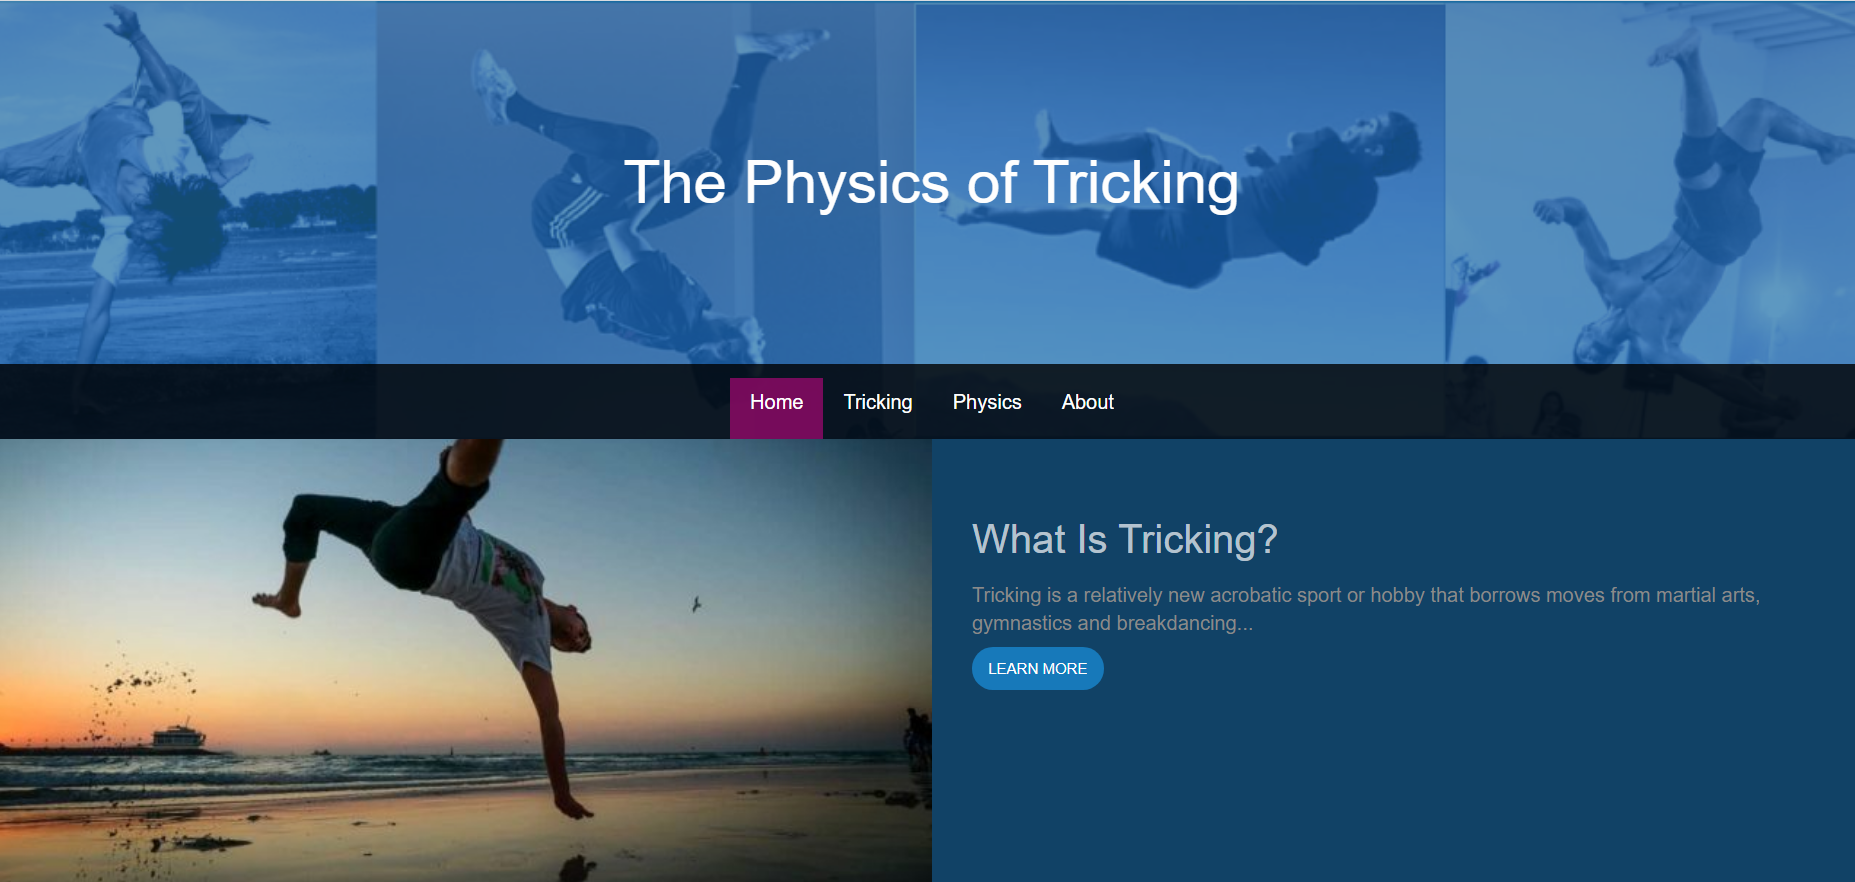 The Physics of Tricking
Home Tricking Physics About
What Is Tricking?
Tricking is a relatively new acrobatic sport or hobby that borrows moves from martial arts,
gymnastics and breakdancing...
LEARN MORE